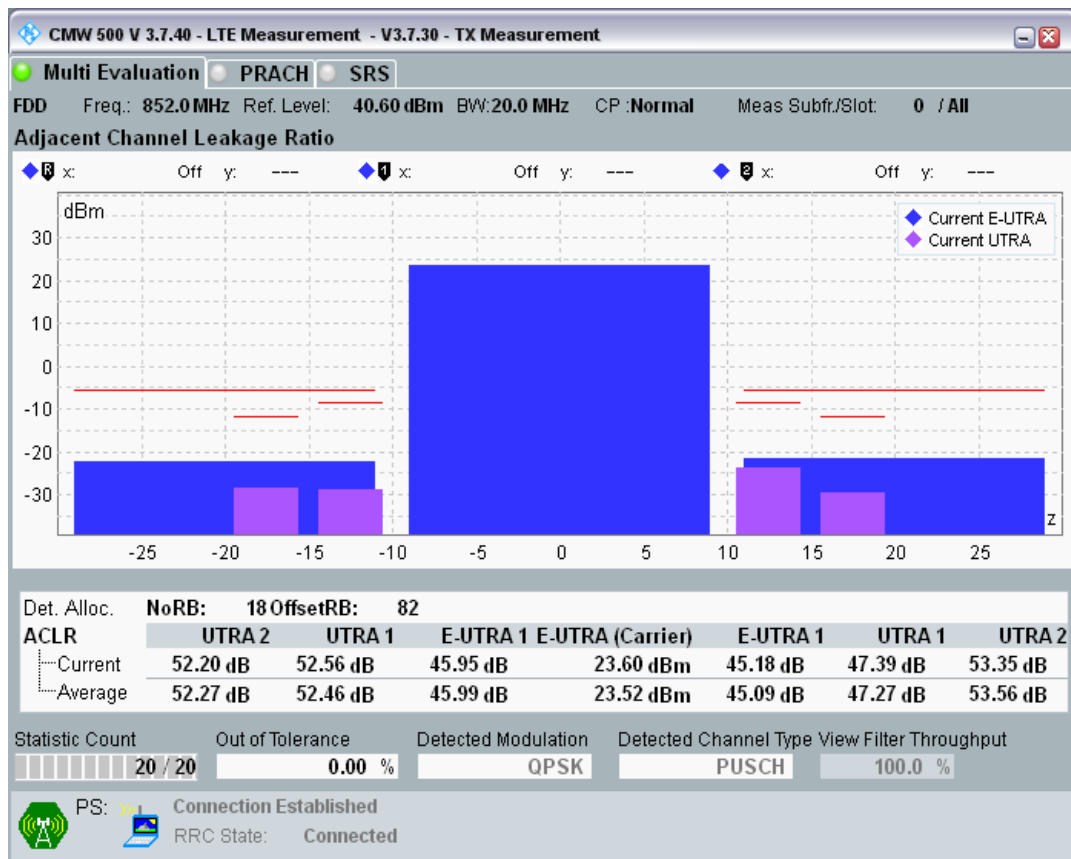 CMW 500 V 3.7.40 - LTE Measurement - V3.7.30 - TX Measurement
Multi Evaluation PRACH SRS
FDD Freq.: 852.0 MHz Ref. Level: 40.60 dBm BW:20.0 MHz CP :Normal Meas Subfr./Slot: 0 / All
Adjacent Channel Leakage Ratio
R x: Off y: --- 1 x: Off y: --- 2 x: Off y: ---
dBm
Current E-UTRA
Current UTRA
30
20
10
0
-10
-20
-30
z
-25 -20 -15 -10 -5 0 5 10 15 20 25
Det. Alloc. NoRB: 18 OffsetRB: 82
ACLR UTRA 2 UTRA 1 E-UTRA 1 E-UTRA (Carrier) E-UTRA 1 UTRA 1 UTRA 2
Current 52.20 dB 52.56 dB 45.95 dB 23.60 dBm 45.18 dB 47.39 dB 53.35 dB
Average 52.27 dB 52.46 dB 45.99 dB 23.52 dBm 45.09 dB 47.27 dB 53.56 dB
Statistic Count Out of Tolerance Detected Modulation Detected Channel Type View Filter Throughput
20 / 20 0.00 % QPSK PUSCH 100.0 %
PS: Connection Established
RRC State: Connected